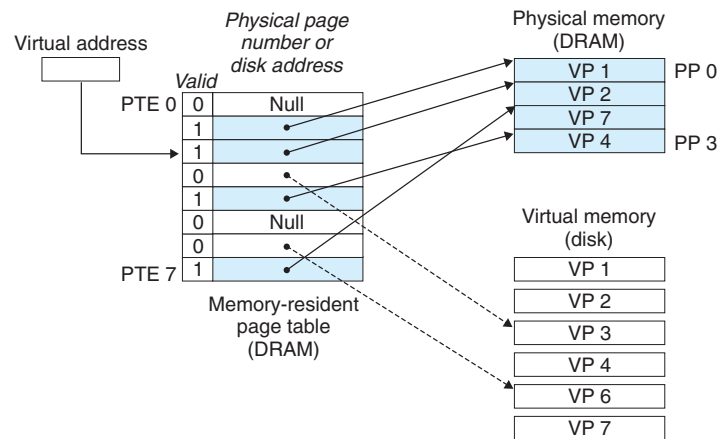 Virtual address
Physical page
number or
disk address
Valid
PTE 0
0
Null
1
1
0
1
0
Null
0
PTE 7
1
Memory-resident
page table
(DRAM)
Physical memory
(DRAM)
VP 1
PP 0
VP 2
VP 7
VP 4
PP 3
Virtual memory
(disk)
VP 1
VP 2
VP 3
VP 4
VP 6
VP 7